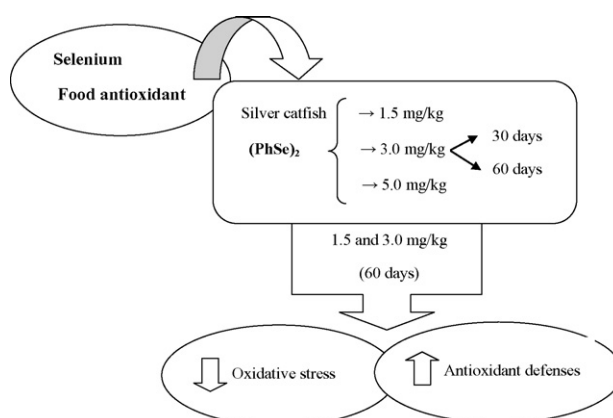 Selenium
Food antioxidant
Silver catfish
(PhSe)₂
→ 1.5 mg/kg
→ 3.0 mg/kg
→ 5.0 mg/kg
30 days
60 days
1.5 and 3.0 mg/kg
(60 days)
Oxidative stress
Antioxidant defenses